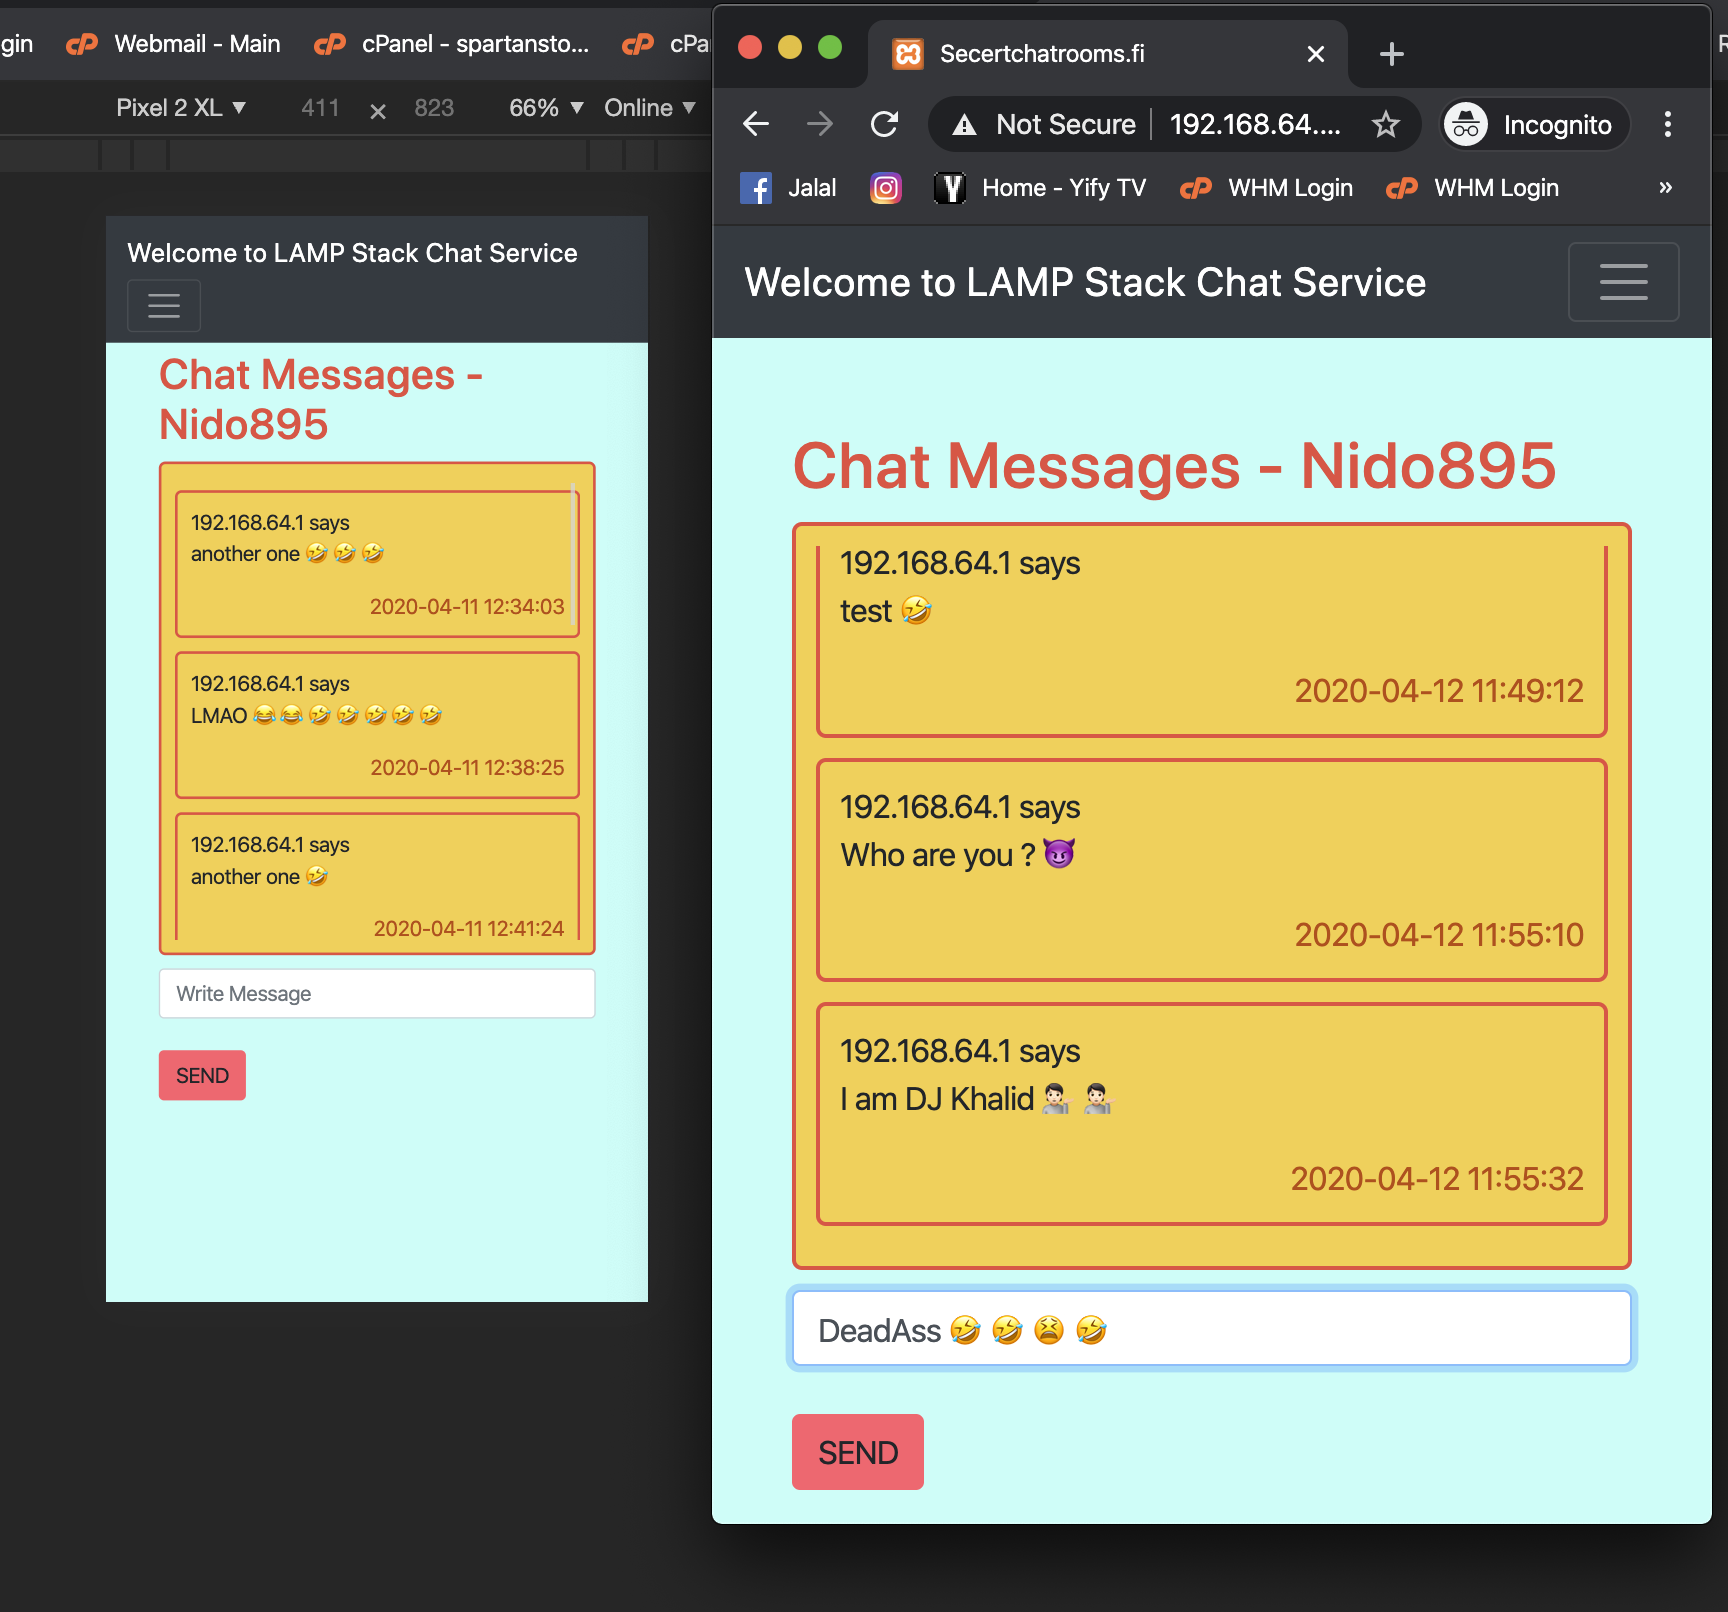 gin
Webmail - Main
cPanel - spartansto...
Pixel 2 XL ▼ 411 × 823 66% ▼ Online ▼
Welcome to LAMP Stack Chat Service
Chat Messages -
Nido895
192.168.64.1 says
another one 🤣 🤣 🤣
2020-04-11 12:34:03
192.168.64.1 says
LMAO 😂😂🤣 🤣 🤣 🤣 🤣
2020-04-11 12:38:25
192.168.64.1 says
another one 🤣
2020-04-11 12:41:24
Write Message
SEND
Secertchatrooms.fi
Not Secure | 192.168.64.... Incognito
Jalal
Home - Yify TV
WHM Login
WHM Login
»
Welcome to LAMP Stack Chat Service
Chat Messages - Nido895
192.168.64.1 says
test 🤣
2020-04-12 11:49:12
192.168.64.1 says
Who are you ? 😈
2020-04-12 11:55:10
192.168.64.1 says
I am DJ Khalid 💁🏻 💁🏻
2020-04-12 11:55:32
DeadAss 🤣 🤣 😫 🤣
SEND